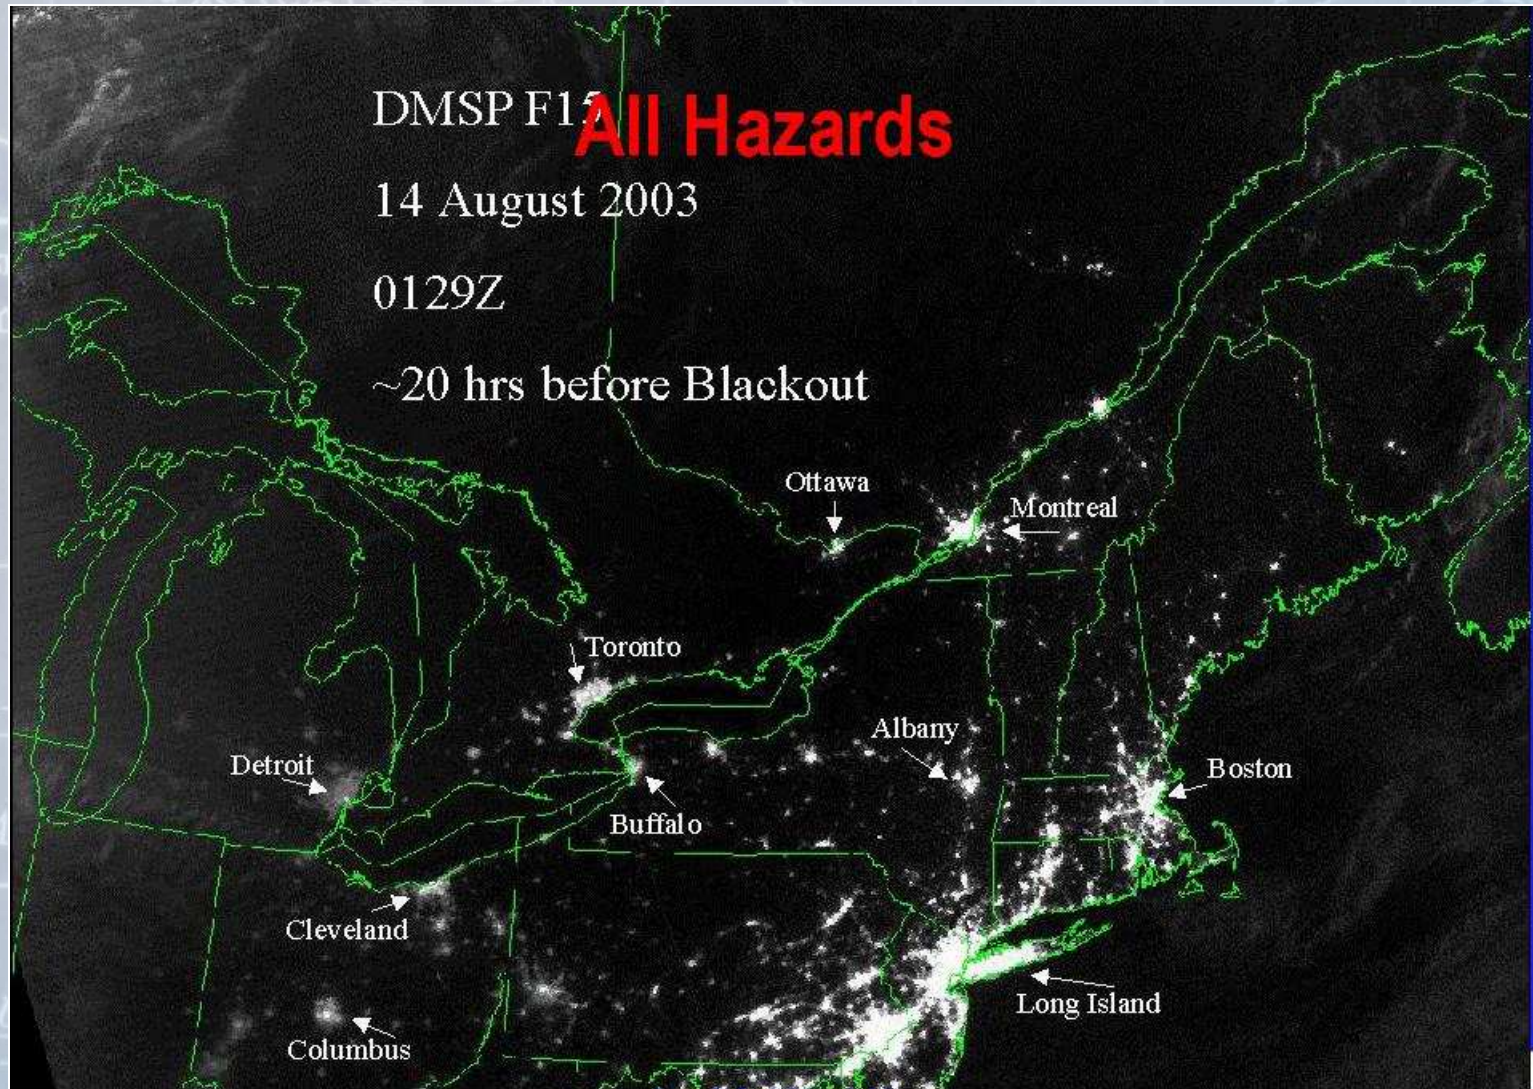 DMSP F15
All Hazards
14 August 2003
0129Z
~20 hrs before Blackout
Ottawa
Montreal
Toronto
Albany
Detroit
Boston
Buffalo
Cleveland
Long Island
Columbus